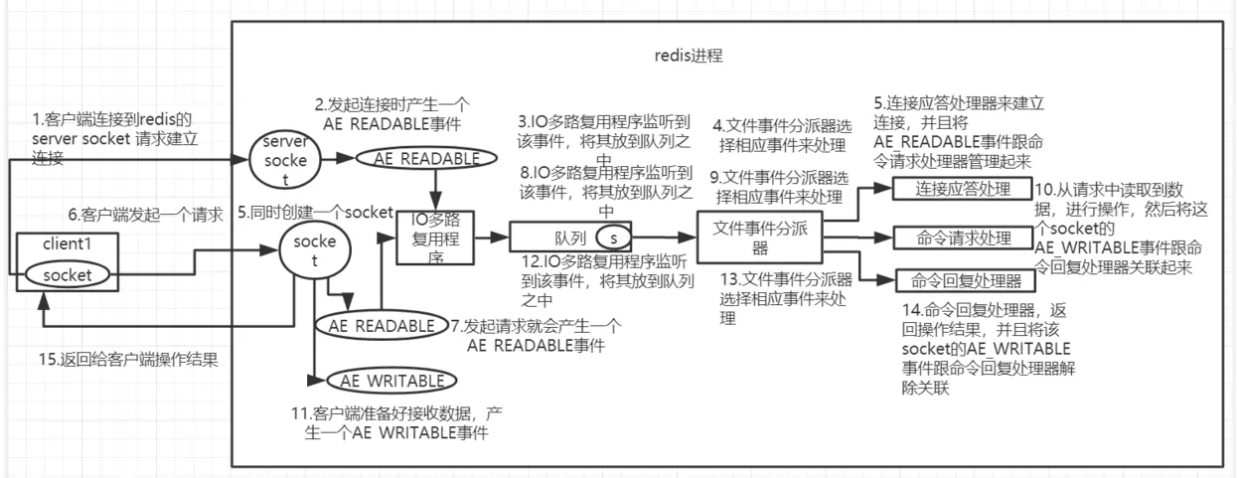 redis进程
1.客户端连接到redis的
server socket 请求建立
连接
2.发起连接时产生一个
AE READABLE事件
server
socke
t
AE READABLE
3.IO多路复用程序监听到
该事件，将其放到队列之
中
8.IO多路复用程序监听到
该事件，将其放到队列之
中
4.文件事件分派器选
择相应事件来处理
9.文件事件分派器选
择相应事件来处理
5.连接应答处理器来建立
连接，并且将
AE_READABLE事件跟命
令请求处理器管理起来
连接应答处理
10.从请求中读取到数
据，进行操作，然后将这
个socket的
AE_WRITABLE事件跟命
令回复处理器关联起来
6.客户端发起一个请求
5.同时创建一个socket
client1
socket
socke
t
IO多路
复用程
序
队列
s
文件事件分派
器
命令请求处理
命令回复处理器
12.IO多路复用程序监听
到该事件，将其放到队列
之中
13.文件事件分派器
选择相应事件来处
理
14.命令回复处理器，返
回操作结果，并且将该
socket的AE_WRITABLE
事件跟命令回复处理器解
除关联
AE READABLE
7.发起请求就会产生一个
AE READABLE事件
15.返回给客户端操作结果
AE WRITABLE
11.客户端准备好接收数据，产
生一个AE WRITABLE事件